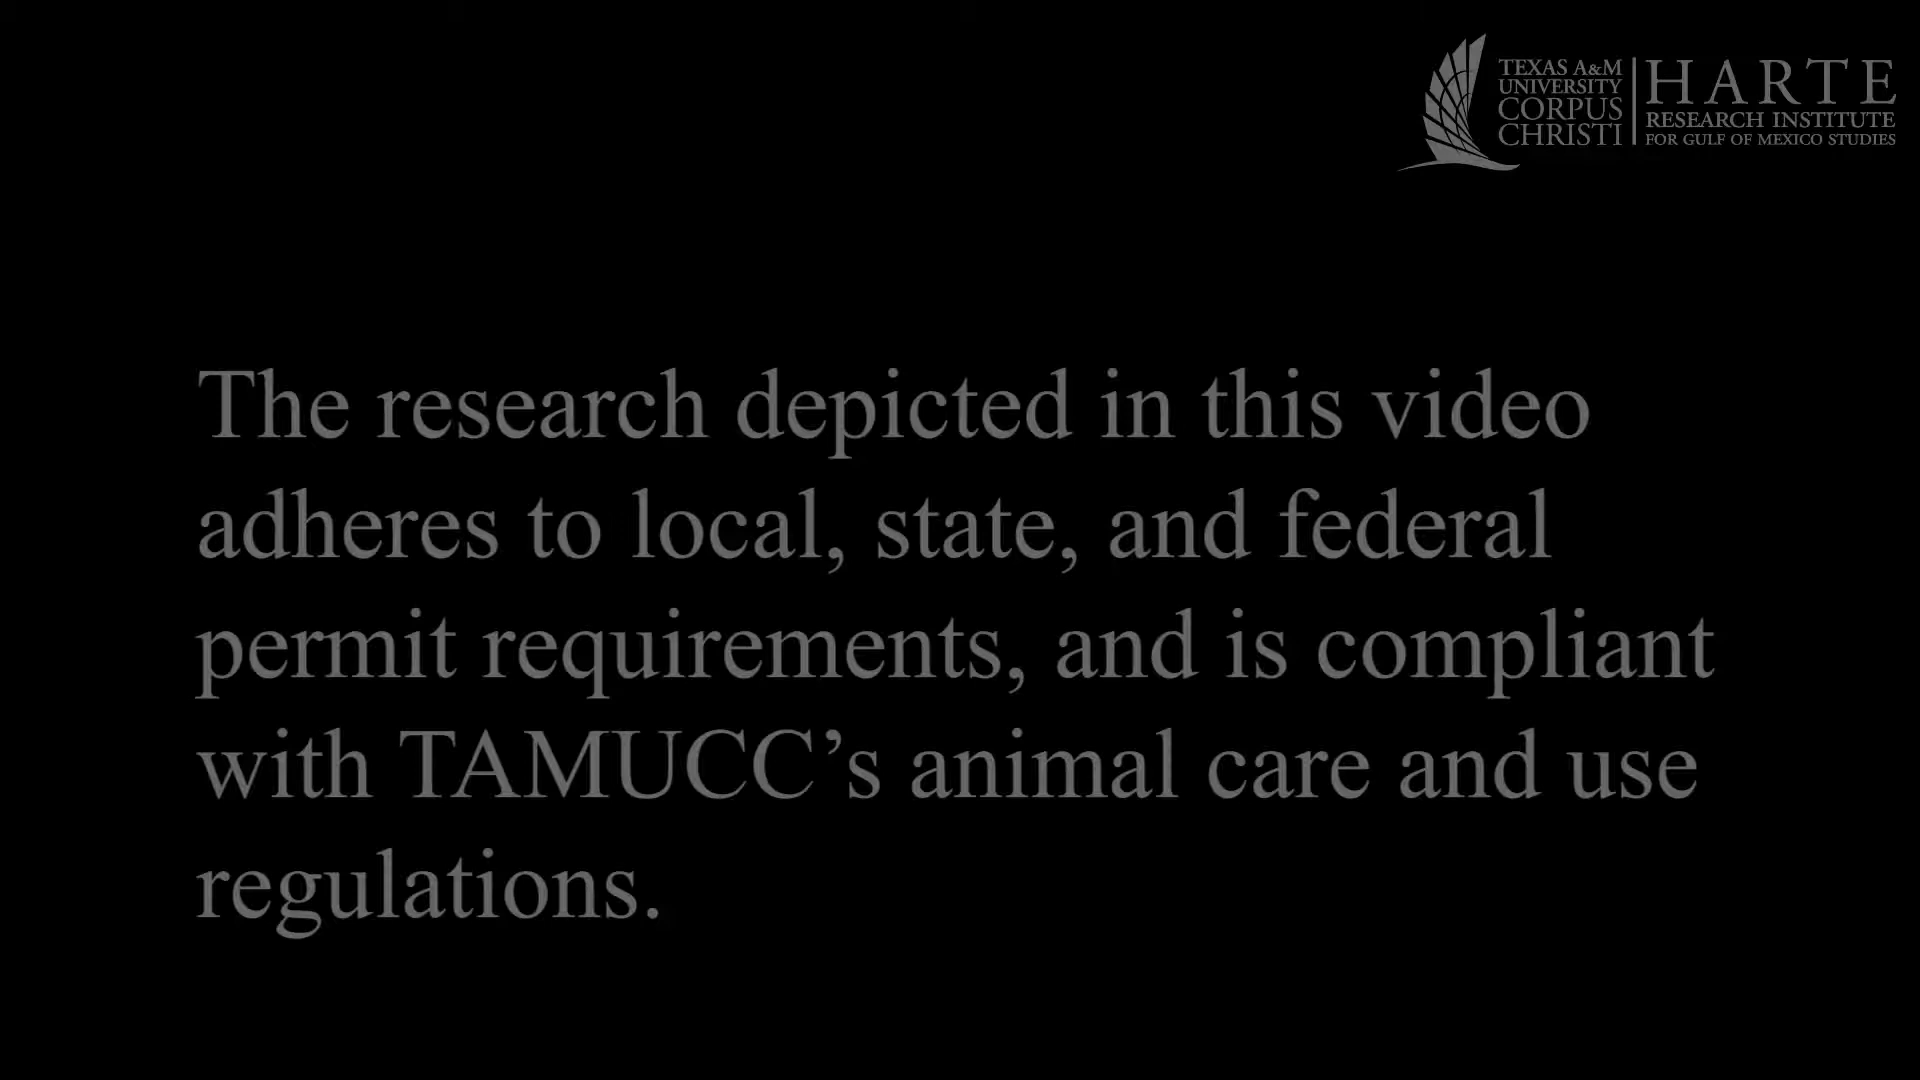 TEXAS A&M
UNIVERSITY
CORPUS
CHRISTI
HARTE
RESEARCH INSTITUTE
FOR GULF OF MEXICO STUDIES
The research depicted in this video
adheres to local, state, and federal
permit requirements, and is compliant
with TAMUCC’s animal care and use
regulations.